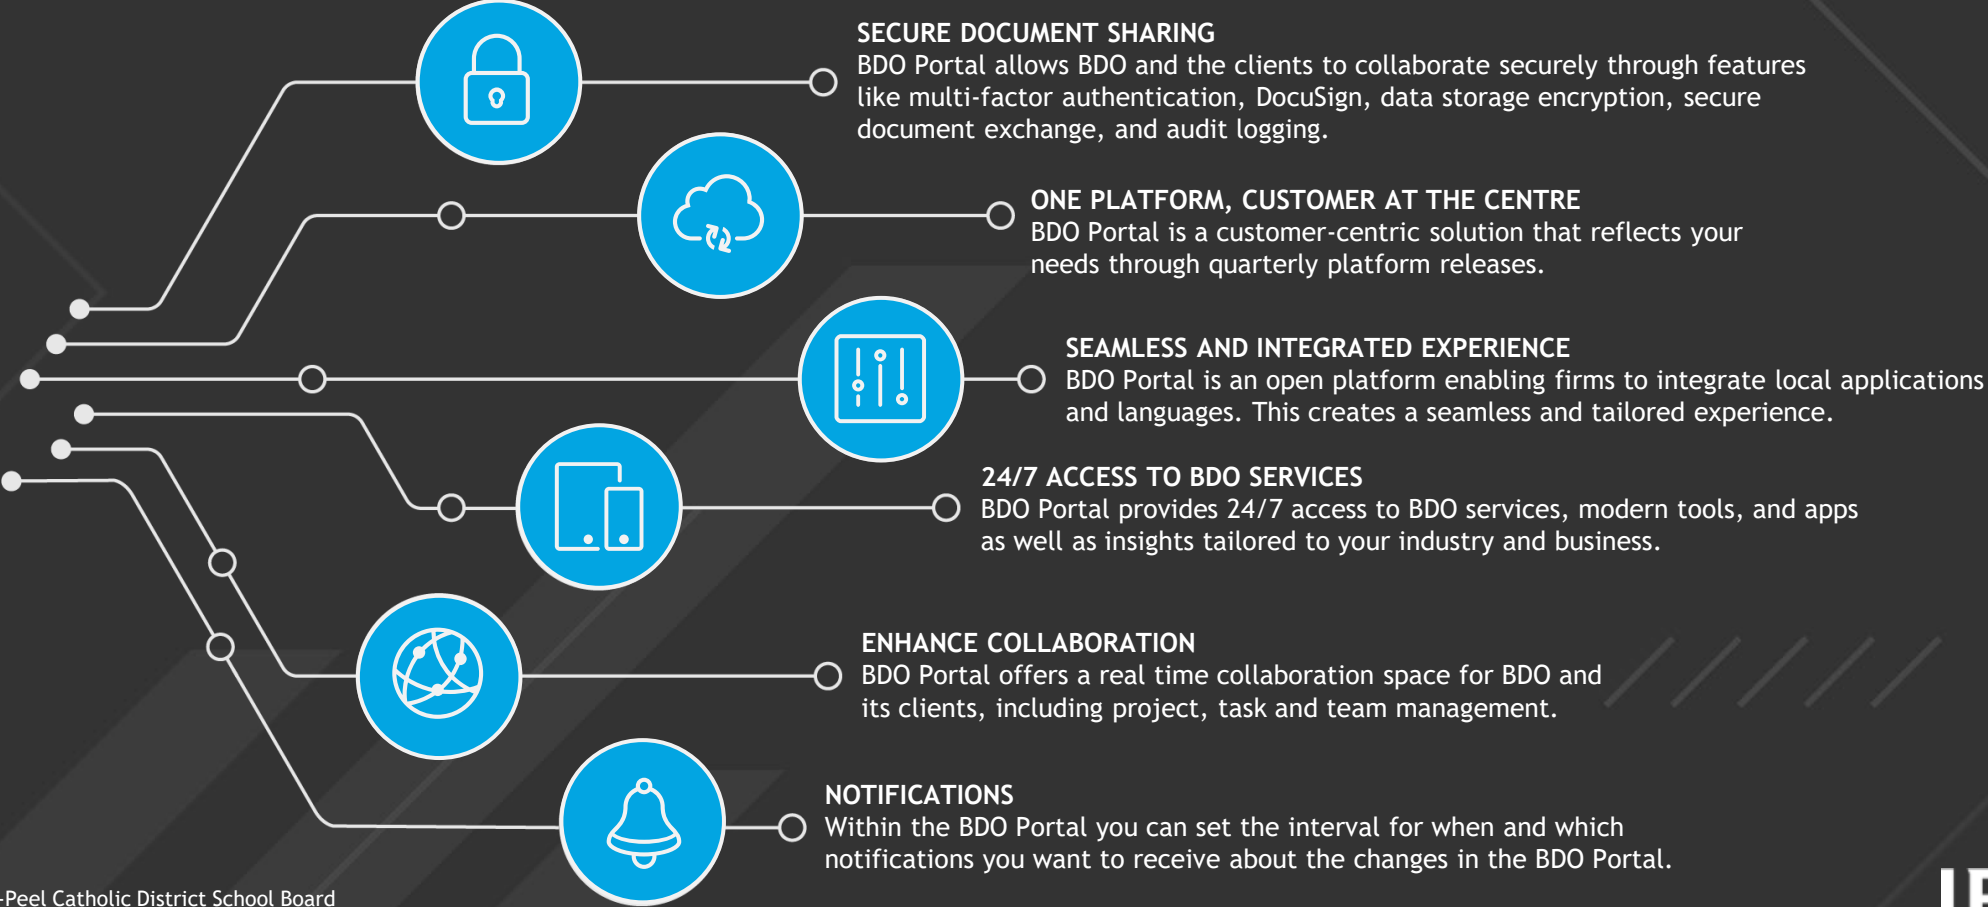 SECURE DOCUMENT SHARING
BDO Portal allows BDO and the clients to collaborate securely through features
like multi-factor authentication, DocuSign, data storage encryption, secure
document exchange, and audit logging.
ONE PLATFORM, CUSTOMER AT THE CENTRE
BDO Portal is a customer-centric solution that reflects your
needs through quarterly platform releases.
SEAMLESS AND INTEGRATED EXPERIENCE
BDO Portal is an open platform enabling firms to integrate local applications
and languages. This creates a seamless and tailored experience.
24/7 ACCESS TO BDO SERVICES
BDO Portal provides 24/7 access to BDO services, modern tools, and apps
as well as insights tailored to your industry and business.
ENHANCE COLLABORATION
BDO Portal offers a real time collaboration space for BDO and
its clients, including project, task and team management.
NOTIFICATIONS
Within the BDO Portal you can set the interval for when and which
notifications you want to receive about the changes in the BDO Portal.
-Peel Catholic District School Board